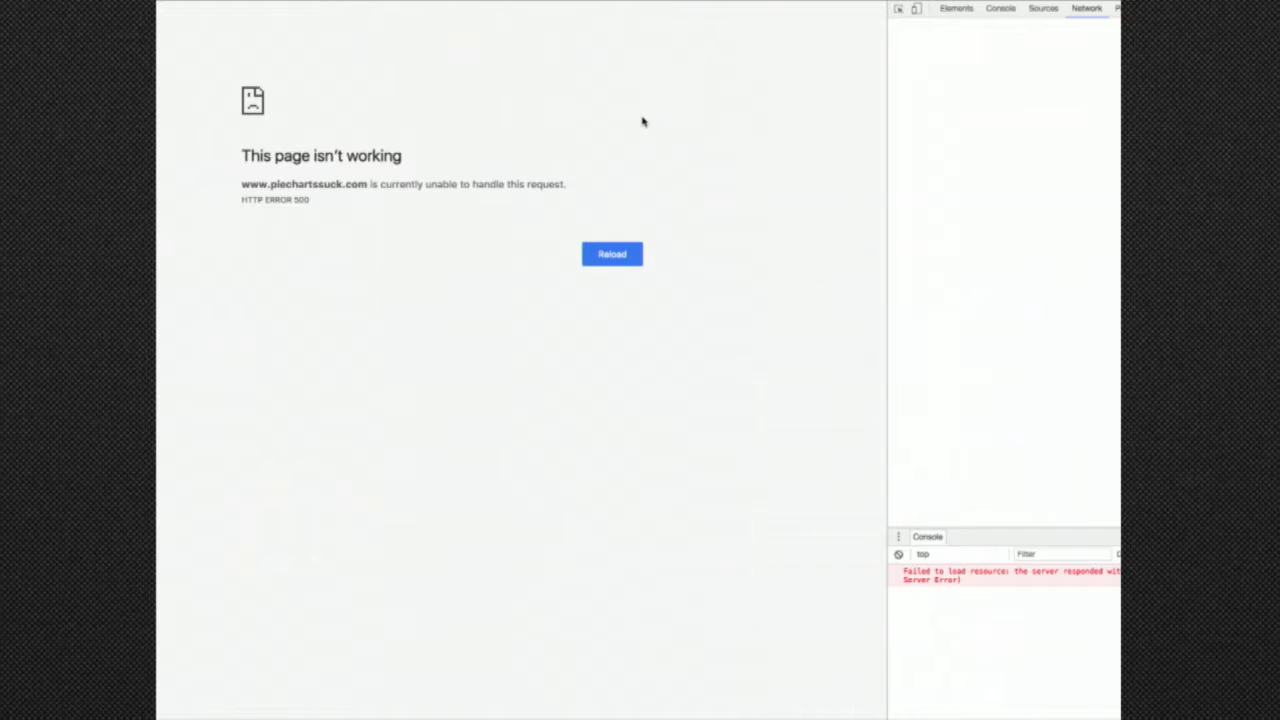 Elements Console Sources Network
This page isn't working
www.piechartssuck.com is currently unable to handle this request.
HTTP ERROR 500
Reload
Console
top Filter
Failed to load resource: the server responded wit
Server Error)